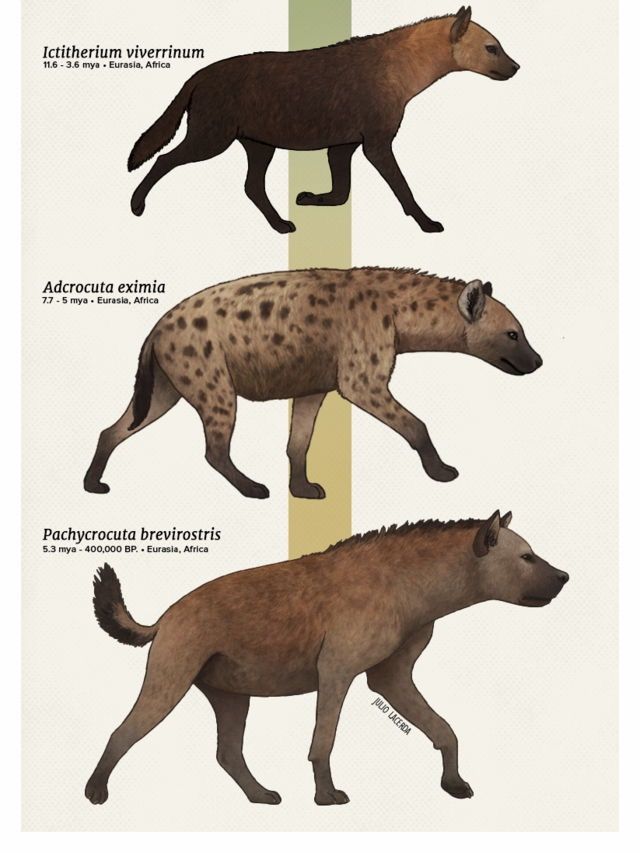 Ictitherium viverrinum
11.6 - 3.6 mya • Eurasia, Africa
Adcrocuta eximia
7.7 - 5 mya • Eurasia, Africa
Pachycrocuta brevirostris
5.3 mya - 400,000 BP. • Eurasia, Africa
JULIO LACERDA